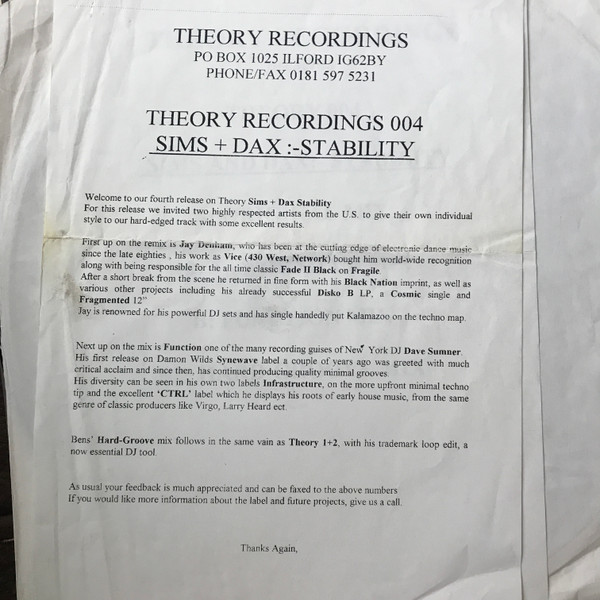 THEORY RECORDINGS
PO BOX 1025 ILFORD IG62BY
PHONE/FAX 0181 597 5231
THEORY RECORDINGS 004
SIMS + DAX :-STABILITY
Welcome to our fourth release on Theory Sims + Dax Stability
For this release we invited two highly respected artists from the U.S. to give their own individual
style to our hard-edged track with some excellent results.
First up on the remix is Jay Denham, who has been at the cutting edge of electronic dance music
since the late eighties , his work as Vice (430 West, Network) bought him world-wide recognition
along with being responsible for the all time classic Fade II Black on Fragile.
After a short break from the scene he returned in fine form with his Black Nation imprint, as well as
various other projects including his already successful Disko B LP, a Cosmic single and
Fragmented 12"
Jay is renowned for his powerful DJ sets and has single handedly put Kalamazoo on the techno map.
Next up on the mix is Function one of the many recording guises of New York DJ Dave Sumner.
His first release on Damon Wilds Synewave label a couple of years ago was greeted with much
critical acclaim and since then, has continued producing quality minimal grooves.
His diversity can be seen in his own two labels Infrastructure, on the more upfront minimal techno
tip and the excellent 'CTRL' label which he displays his roots of early house music, from the same
genre of classic producers like Virgo, Larry Heard ect.
Bens' Hard-Groove mix follows in the same vain as Theory 1+2, with his trademark loop edit, a
now essential DJ tool.
As usual your feedback is much appreciated and can be faxed to the above numbers
If you would like more information about the label and future projects, give us a call.
Thanks Again,